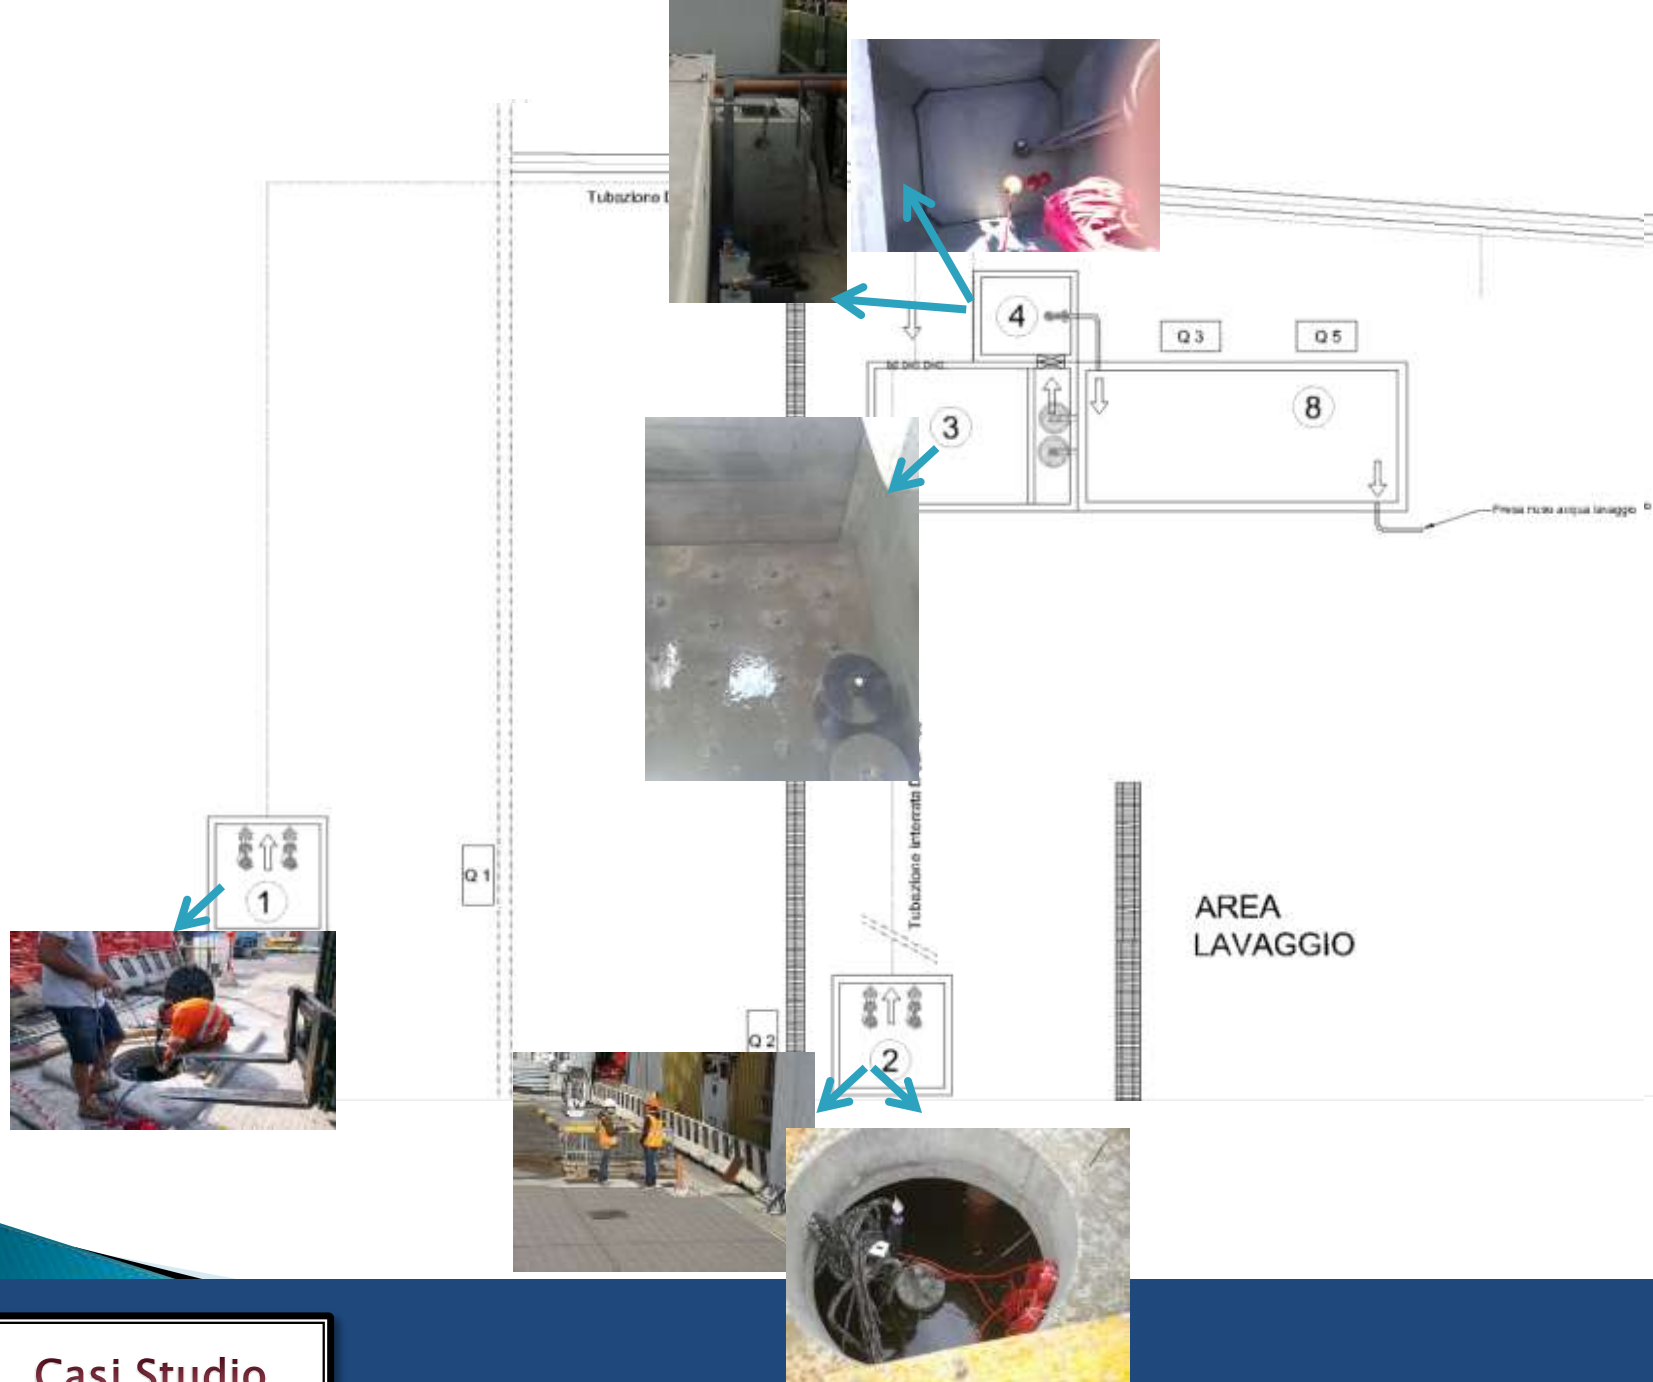 Tubazione
4
Q 3
Q 5
3
8
Presa riuso acqua lavaggio
Tubazione interrata
1
Q 1
AREA
LAVAGGIO
Q 2
2
Casi Studio